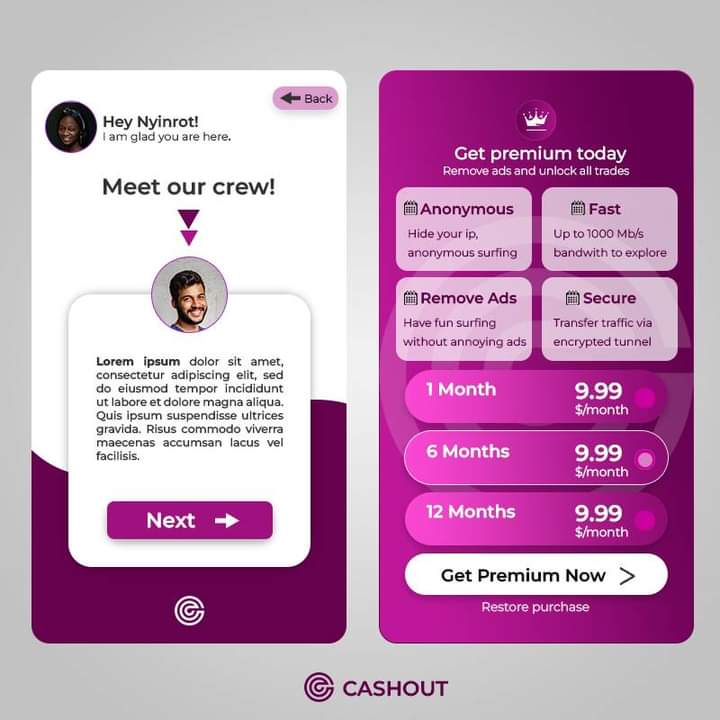 Back
Hey Nyinrot!
I am glad you are here.
Meet our crew!
Lorem ipsum dolor sit amet,
consectetur adipiscing elit, sed
do eiusmod tempor incididunt
ut labore et dolore magna aliqua.
Quis ipsum suspendisse ultrices
gravida. Risus commodo viverra
maecenas accumsan lacus vel
facilisis.
Next
Get premium today
Remove ads and unlock all trades
Anonymous
Hide your ip,
anonymous surfing
Fast
Up to 1000 Mb/s
bandwith to explore
Remove Ads
Have fun surfing
without annoying ads
Secure
Transfer traffic via
encrypted tunnel
1 Month
9.99
$/month
6 Months
9.99
$/month
12 Months
9.99
$/month
Get Premium Now
Restore purchase
CASHOUT